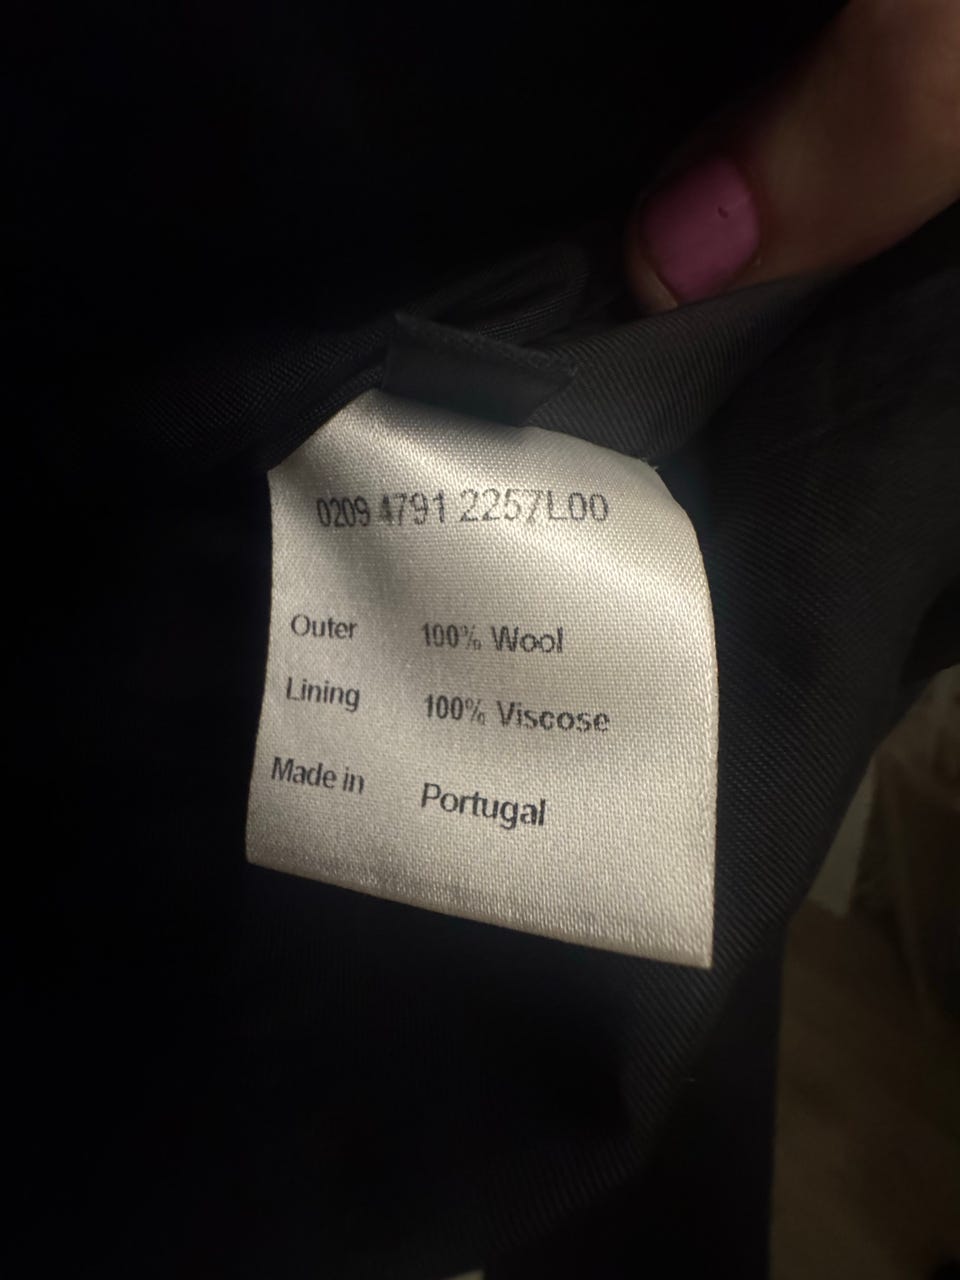 0209 4791 2257L00
Outer 100% Wool
Lining 100% Viscose
Made in Portugal